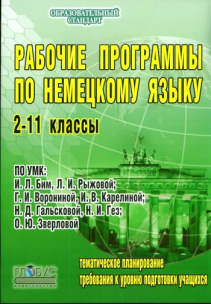 ОБРАЗОВАТЕЛЬНЫЙ
СТАНДАРТ
РАБОЧИЕ ПРОГРАММЫ
ПО НЕМЕЦКОМУ ЯЗЫКУ
2-11 классы
ПО УМК:
И. Л. Бим, Л. И. Рыжовой;
Г. И. Ворониной, И. В. Карелиной;
Н. Д. Гальсковой, Н. И. Гез;
О. Ю. Зверловой
тематическое планирование
требования к уровню подготовки учащихся
ГЛОБУС